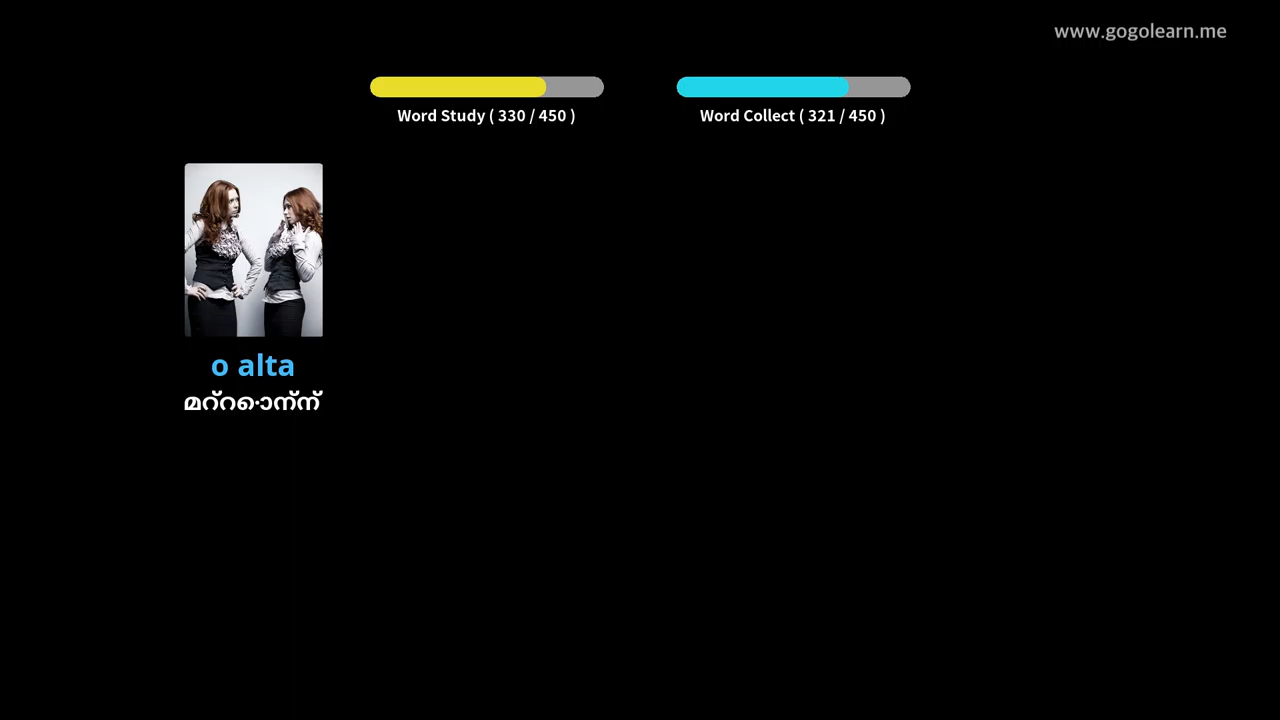 www.gogolearn.me
Word Study ( 330 / 450 )
Word Collect ( 321 / 450 )
o alta
മറ്റൊന്ന്